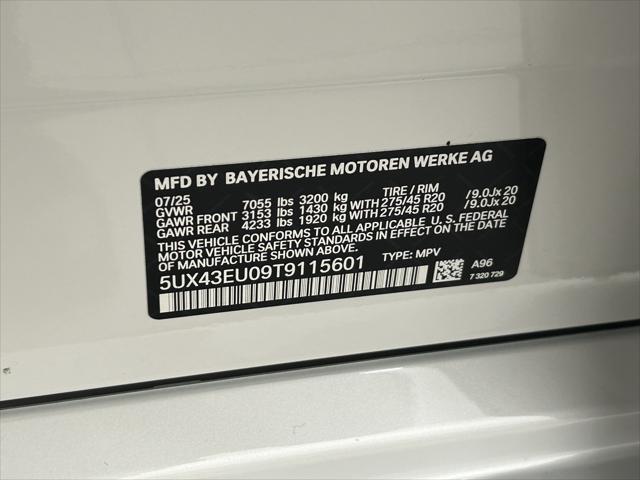 MFD BY BAYERISCHE MOTOREN WERKE AG
07/25 TIRE / RIM
GVWR 7055 lbs 3200 kg
GAWR FRONT 3153 lbs 1430 kg WITH 275/45 R20 /9.0Jx 20
GAWR REAR 4233 lbs 1920 kg WITH 275/45 R20 /9.0Jx 20
THIS VEHICLE CONFORMS TO ALL APPLICABLE U. S. FEDERAL
MOTOR VEHICLE SAFETY STANDARDS IN EFFECT ON THE
DATE OF MANUFACTURE SHOWN ABOVE.
5UX43EU09T9115601 TYPE: MPV
A96
7 320 729